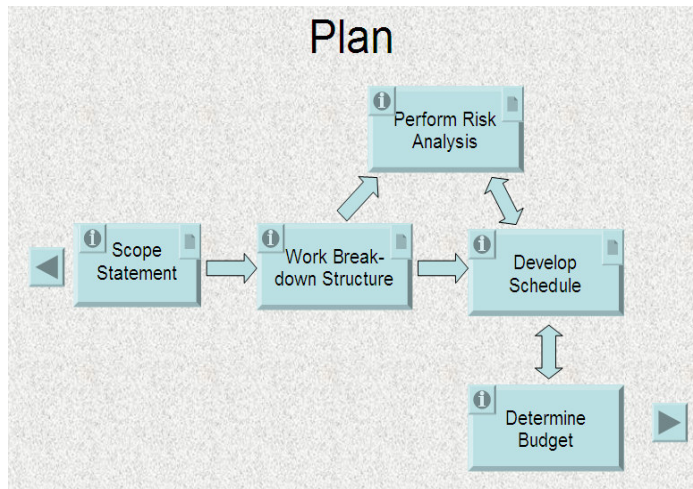 Plan
Perform Risk
Analysis
Scope
Statement
Work Break-
down Structure
Develop
Schedule
Determine
Budget